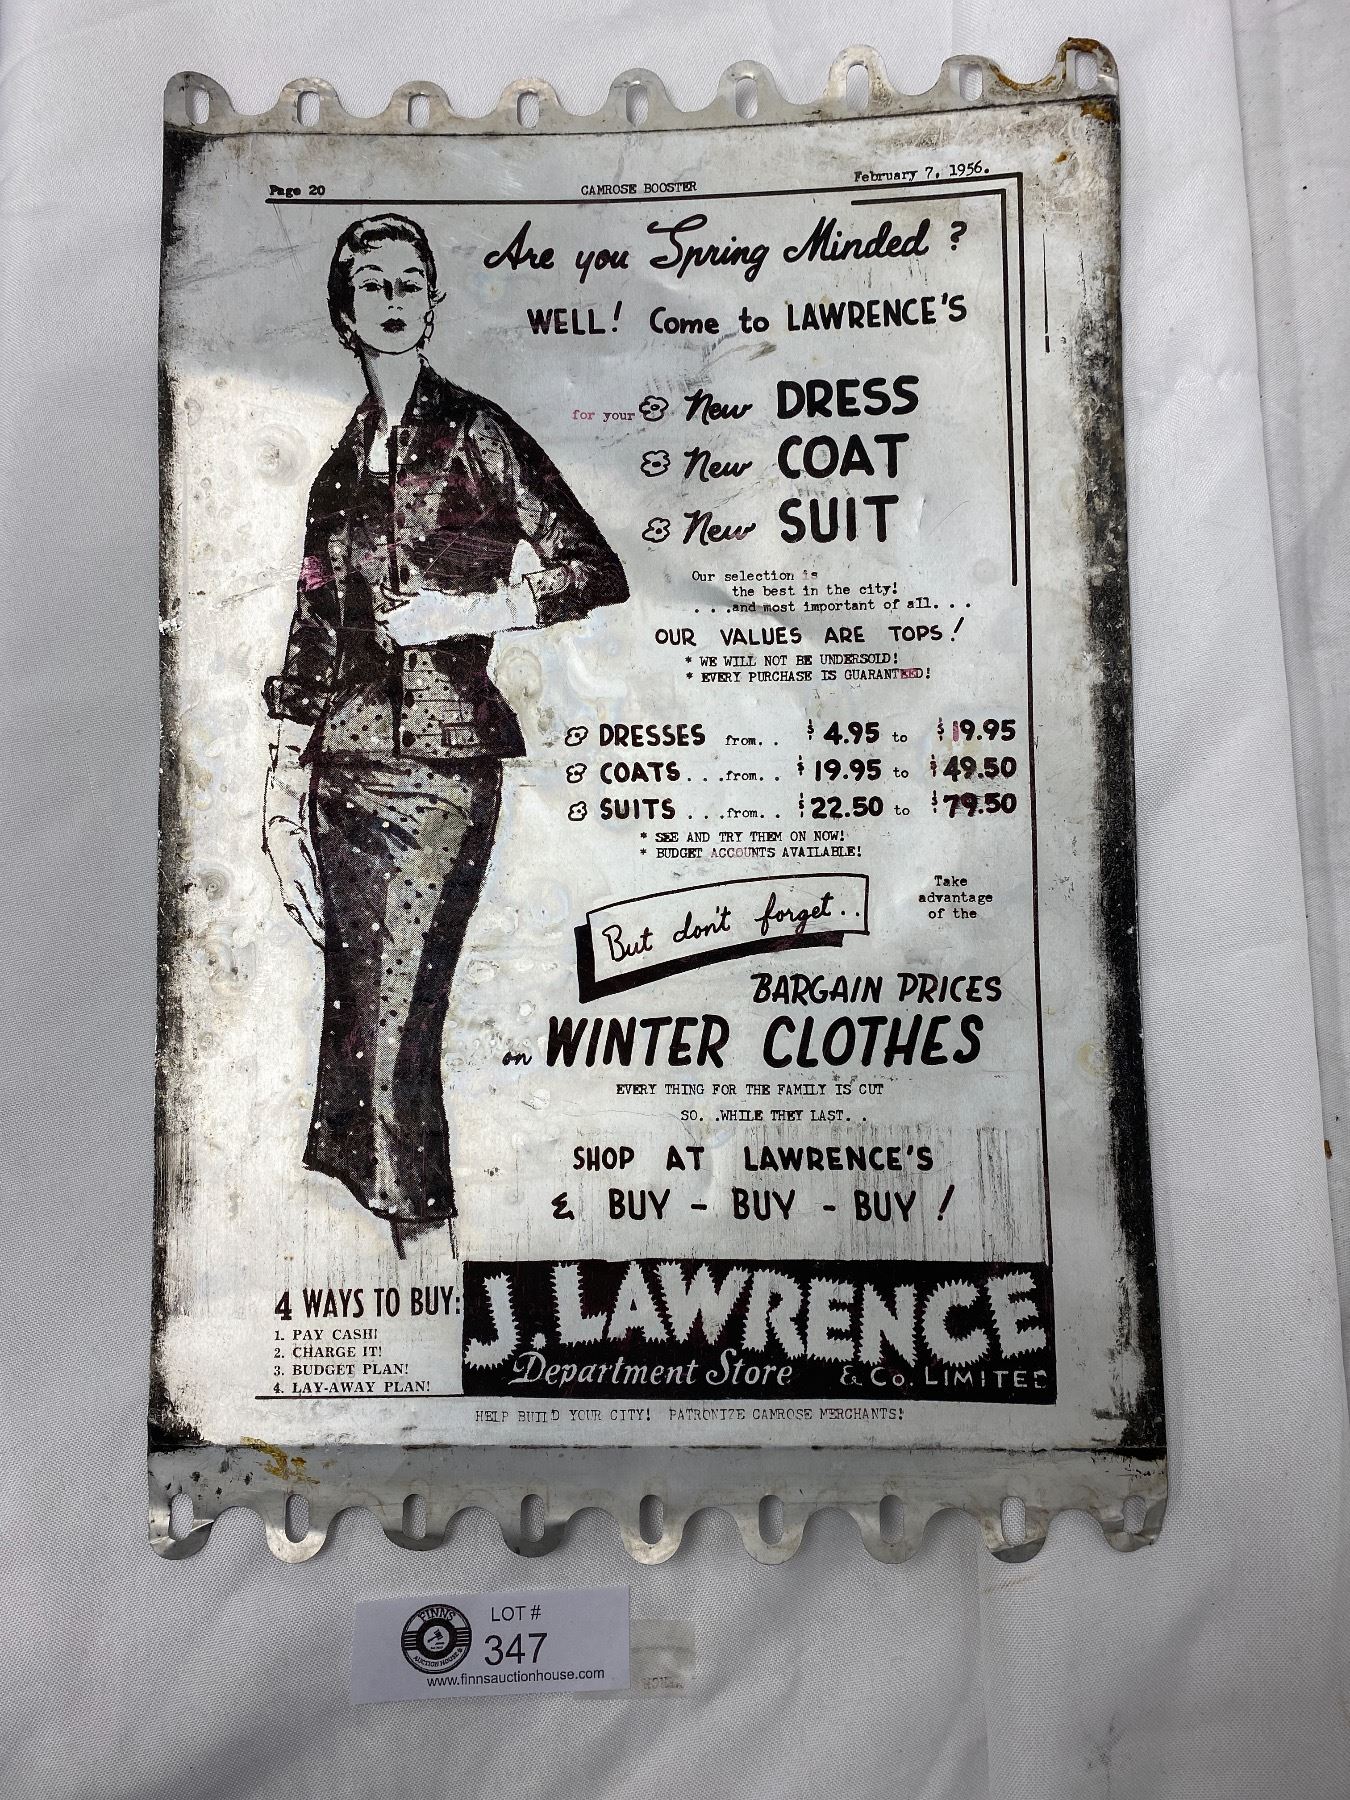 Page 20 CAMROSE BOOSTER February 7, 1956.
Are you Spring Minded ?
WELL! Come to LAWRENCE'S
for your New DRESS
New COAT
New SUIT
Our selection is
the best in the city!
. . .and most important of all. . .
OUR VALUES ARE TOPS!
* WE WILL NOT BE UNDERSOLD!
* EVERY PURCHASE IS GUARANTEED!
DRESSES from. . $ 4.95 to $19.95
COATS. . .from. . $19.95 to $49.50
SUITS . . .from. . . $22.50 to $79.50
* SEE AND TRY THEM ON NOW!
* BUDGET ACCOUNTS AVAILABLE!
But don't forget. .
Take
advantage
of the
BARGAIN PRICES
on WINTER CLOTHES
EVERY THING FOR THE FAMILY IS CUT
SO. .WHILE THEY LAST. .
SHOP AT LAWRENCE'S
& BUY - BUY - BUY !
4 WAYS TO BUY:
1. PAY CASH!
2. CHARGE IT!
3. BUDGET PLAN!
4. LAY-AWAY PLAN!
J. LAWRENCE
Department Store & CO. LIMITED
HELP BUILD YOUR CITY! PATRONIZE CAMROSE MERCHANTS!
FINNS
AUCTION HOUSE
LOT #
347
www.finnsauctionhouse.com